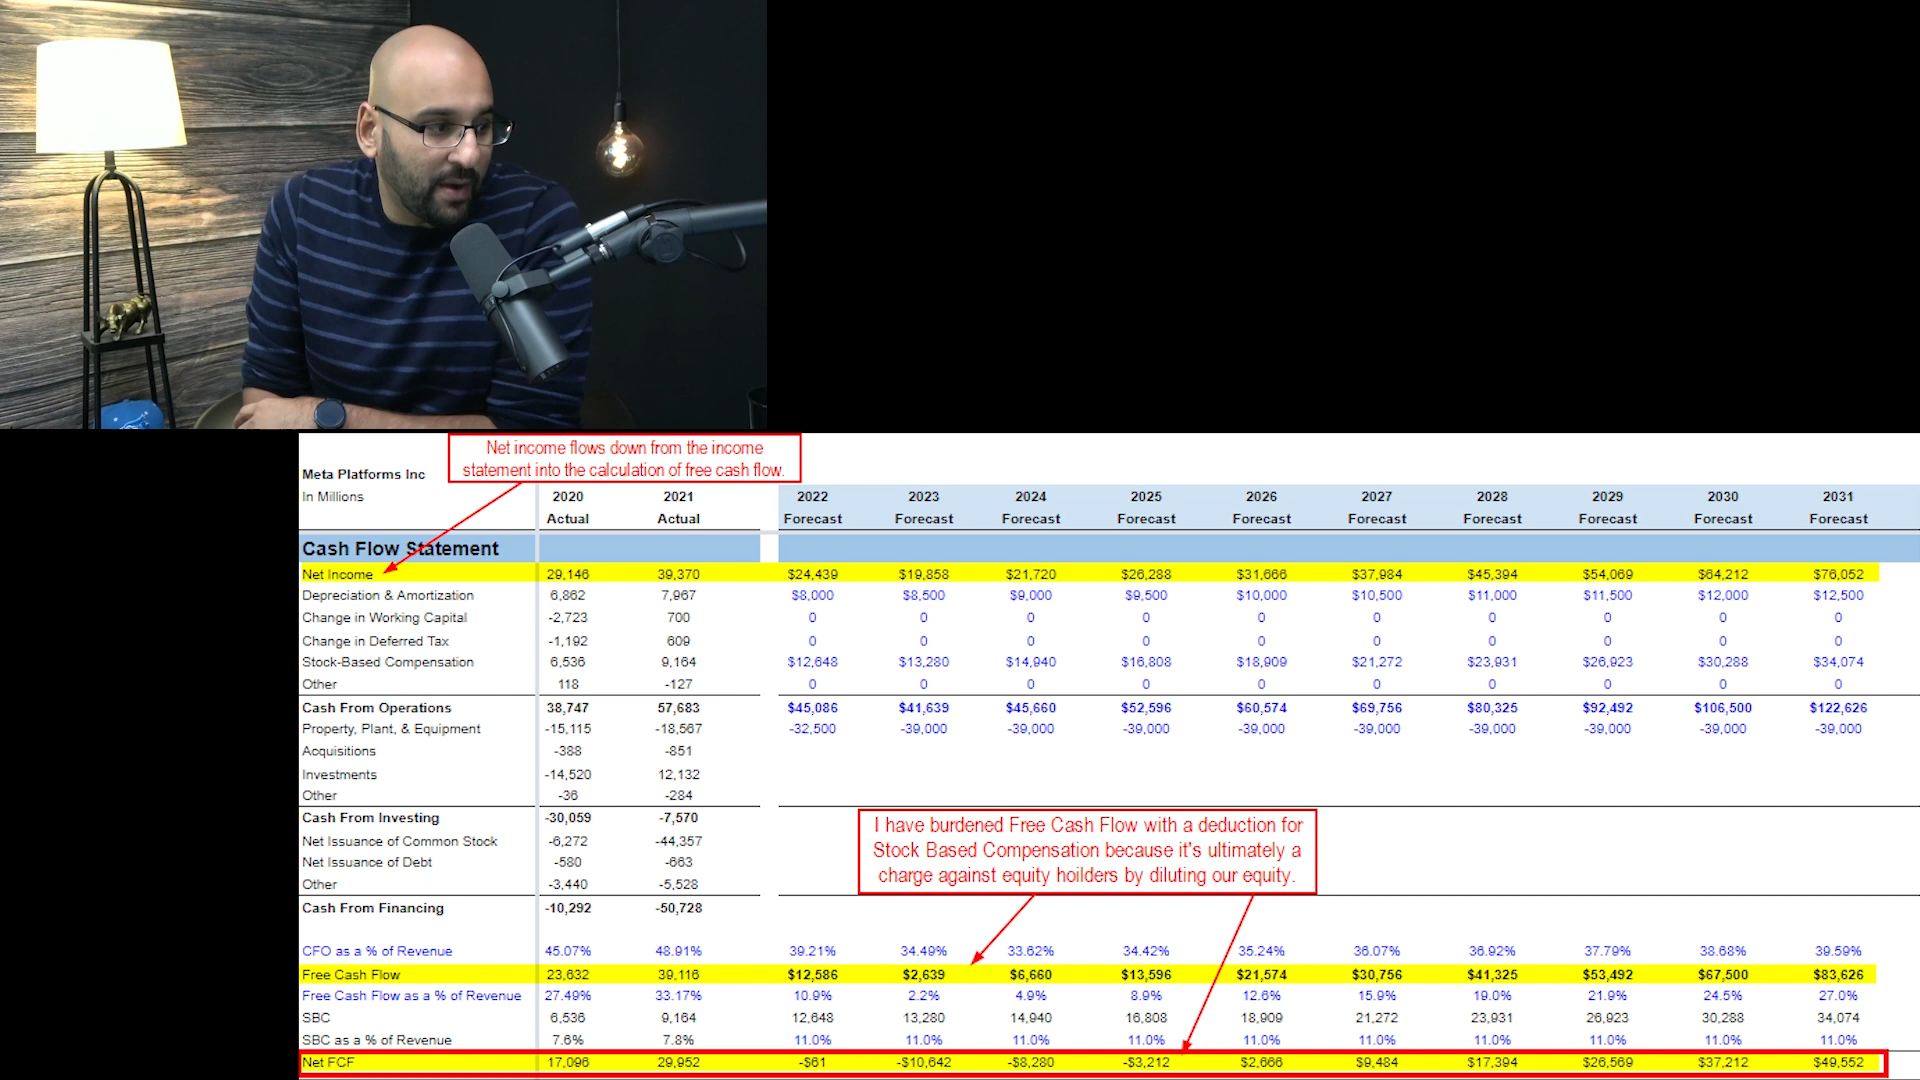 Net income flows down from the income
statement into the calculation of free cash flow.
Meta Platforms Inc
In Millions 2020 2021 2022 2023 2024 2025 2026 2027 2028 2029 2030 2031
Actual Actual Forecast Forecast Forecast Forecast Forecast Forecast Forecast Forecast Forecast Forecast
Cash Flow Statement
Net Income 29,146 39,370 $24,439 $19,858 $21,720 $26,288 $31,666 $37,984 $45,394 $54,069 $64,212 $76,052
Depreciation & Amortization 6,862 7,967 $8,000 $8,500 $9,000 $9,500 $10,000 $10,500 $11,000 $11,500 $12,000 $12,500
Change in Working Capital -2,723 700 0 0 0 0 0 0 0 0 0 0
Change in Deferred Tax -1,192 609 0 0 0 0 0 0 0 0 0 0
Stock-Based Compensation 6,536 9,164 $12,648 $13,280 $14,940 $16,808 $18,909 $21,272 $23,931 $26,923 $30,288 $34,074
Other 118 -127 0 0 0 0 0 0 0 0 0 0
Cash From Operations 38,747 57,683 $45,086 $41,639 $45,660 $52,596 $60,574 $69,756 $80,325 $92,492 $106,500 $122,626
Property, Plant, & Equipment -15,115 -18,567 -32,500 -39,000 -39,000 -39,000 -39,000 -39,000 -39,000 -39,000 -39,000 -39,000
Acquisitions -388 -851
Investments -14,520 12,132
Other -36 -284
Cash From Investing -30,059 -7,570
Net Issuance of Common Stock -6,272 -44,357
Net Issuance of Debt -580 -663
Other -3,440 -5,528
Cash From Financing -10,292 -50,728
I have burdened Free Cash Flow with a deduction for
Stock Based Compensation because it's ultimately a
charge against equity hoilders by diluting our equity.
CFO as a % of Revenue 45.07% 48.91% 39.21% 34.49% 33.62% 34.42% 35.24% 36.07% 36.92% 37.79% 38.68% 39.59%
Free Cash Flow 23,632 39,116 $12,586 $2,639 $6,660 $13,596 $21,574 $30,756 $41,325 $53,492 $67,500 $83,626
Free Cash Flow as a % of Revenue 27.49% 33.17% 10.9% 2.2% 4.9% 8.9% 12.6% 15.9% 19.0% 21.9% 24.5% 27.0%
SBC 6,536 9,164 12,648 13,280 14,940 16,808 18,909 21,272 23,931 26,923 30,288 34,074
SBC as a % of Revenue 7.6% 7.8% 11.0% 11.0% 11.0% 11.0% 11.0% 11.0% 11.0% 11.0% 11.0% 11.0%
Net FCF 17,096 29,952 -$61 -$10,642 -$8,280 -$3,212 $2,666 $9,484 $17,394 $26,569 $37,212 $49,552